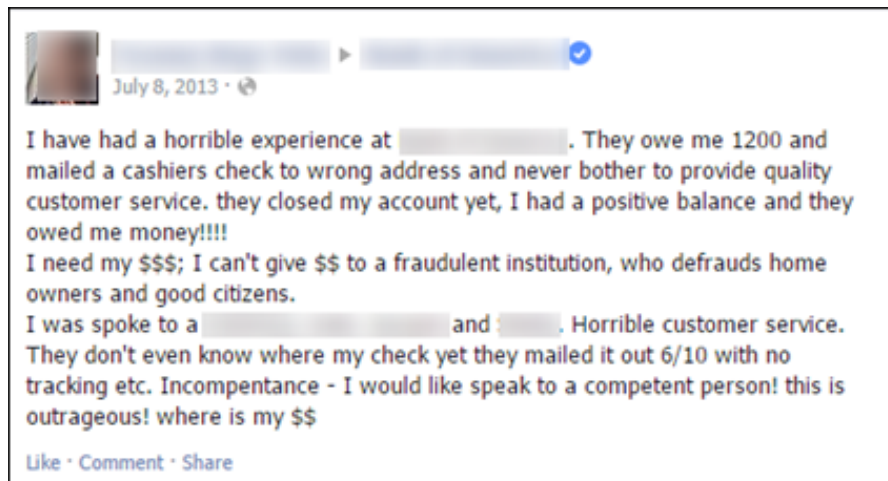 July 8, 2013 ·
I have had a horrible experience at . They owe me 1200 and
mailed a cashiers check to wrong address and never bother to provide quality
customer service. they closed my account yet, I had a positive balance and they
owed me money!!!!
I need my $$$; I can't give $$ to a fraudulent institution, who defrauds home
owners and good citizens.
I was spoke to a and . Horrible customer service.
They don't even know where my check yet they mailed it out 6/10 with no
tracking etc. Incompentance - I would like speak to a competent person! this is
outrageous! where is my $$
Like · Comment · Share